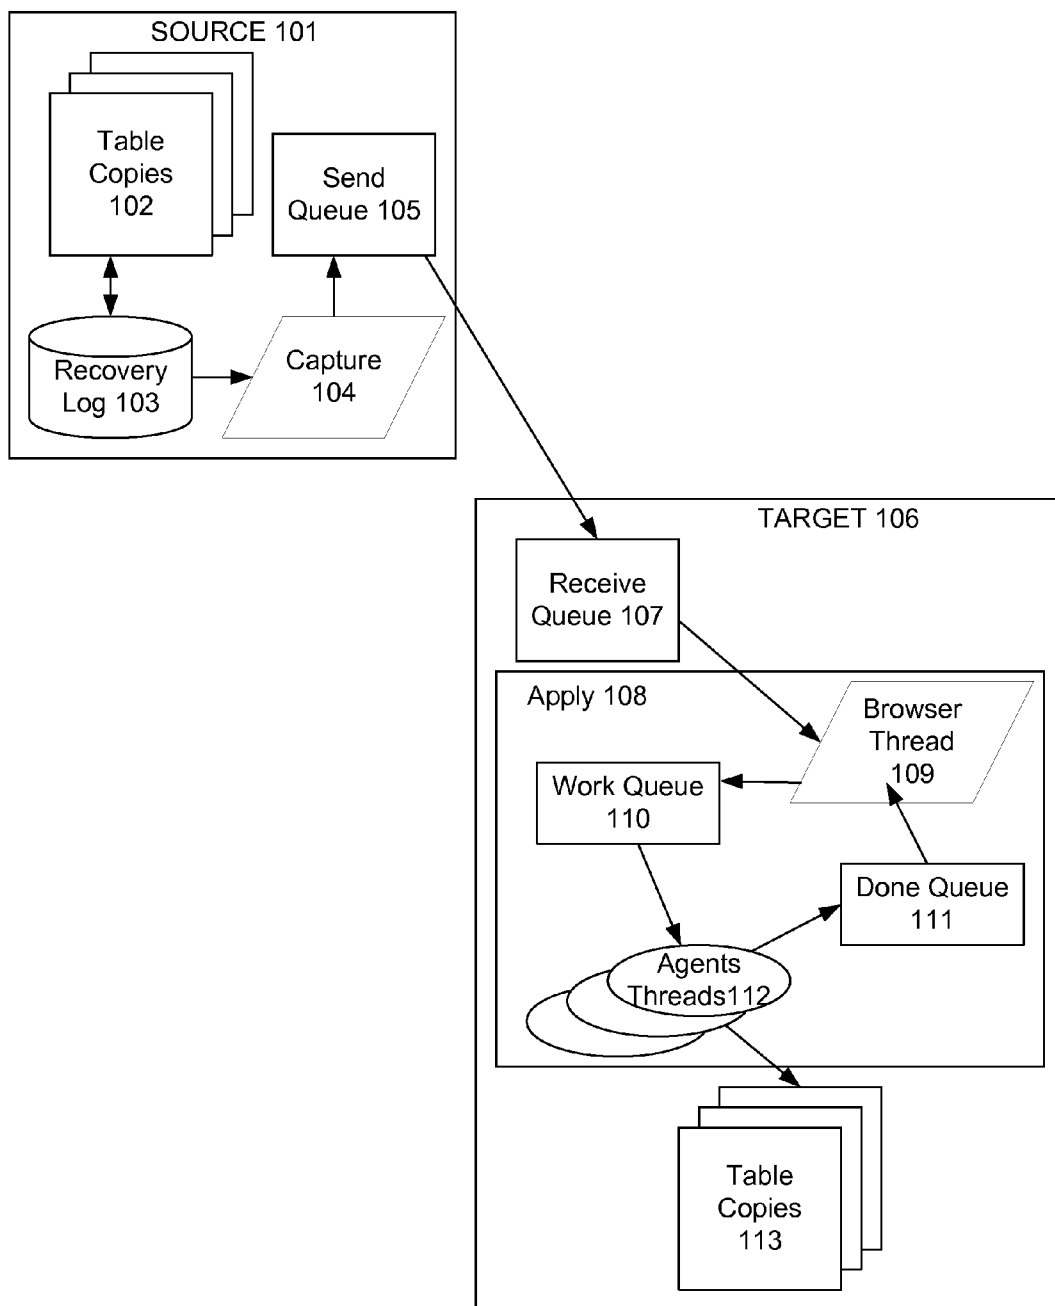 SOURCE 101
Table
Copies
102
Send
Queue 105
Recovery
Log 103
Capture
104
TARGET 106
Receive
Queue 107
Apply 108
Browser
Thread
109
Work Queue
110
Done Queue
111
Agents
Threads112
Table
Copies
113